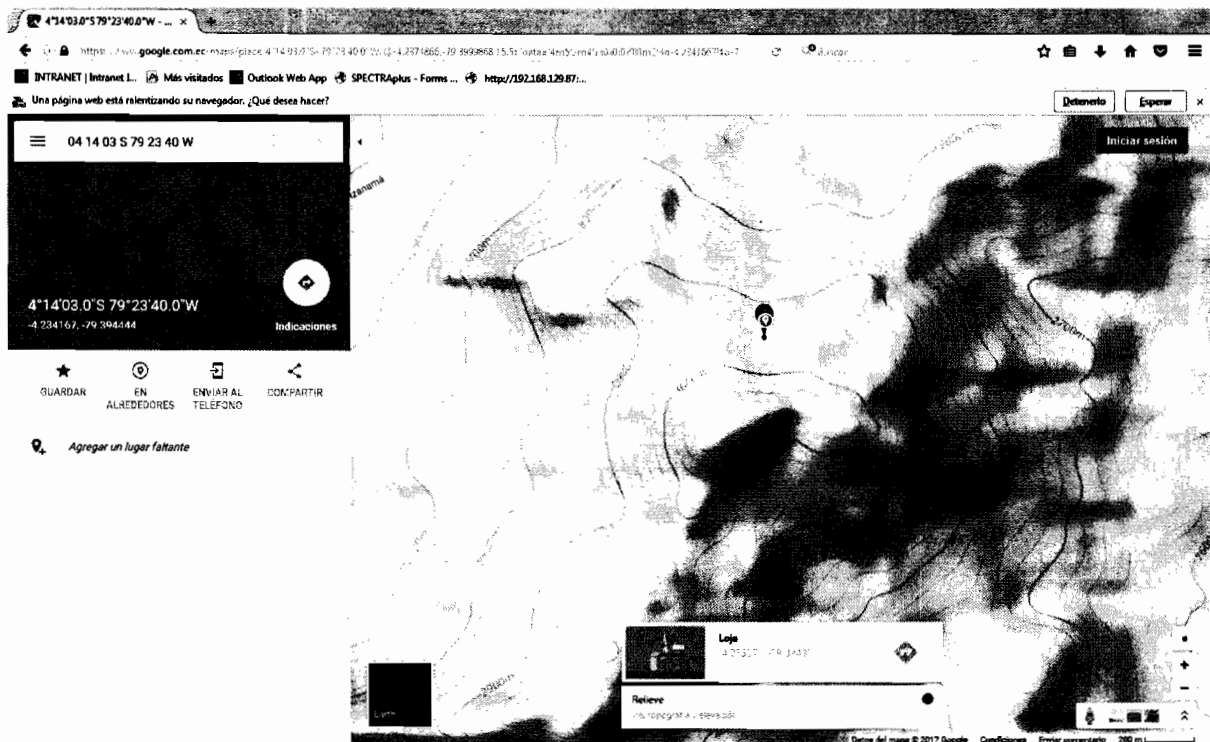 4°14'03.0"S 79°23'40.0"W - ... ×
google.com.ec/maps/place/
Buscar
INTRANET | Intranet L... Más visitados Outlook Web App SPECTRAplus - Forms ... http://192.168.129.87:...
Una página web está ralentizando su navegador. ¿Qué desea hacer?
Detenerlo Esperar ×
04 14 03 S 79 23 40 W
Iniciar sesión
4°14'03.0"S 79°23'40.0"W
-4.234167, -79.394444
Indicaciones
2700m
GUARDAR EN ALREDEDORES ENVIAR AL TELÉFONO COMPARTIR
Agregar un lugar faltante
Loja
Relieve
Earth
Datos del mapa © 2017 Google Condiciones Enviar comentario 200 m